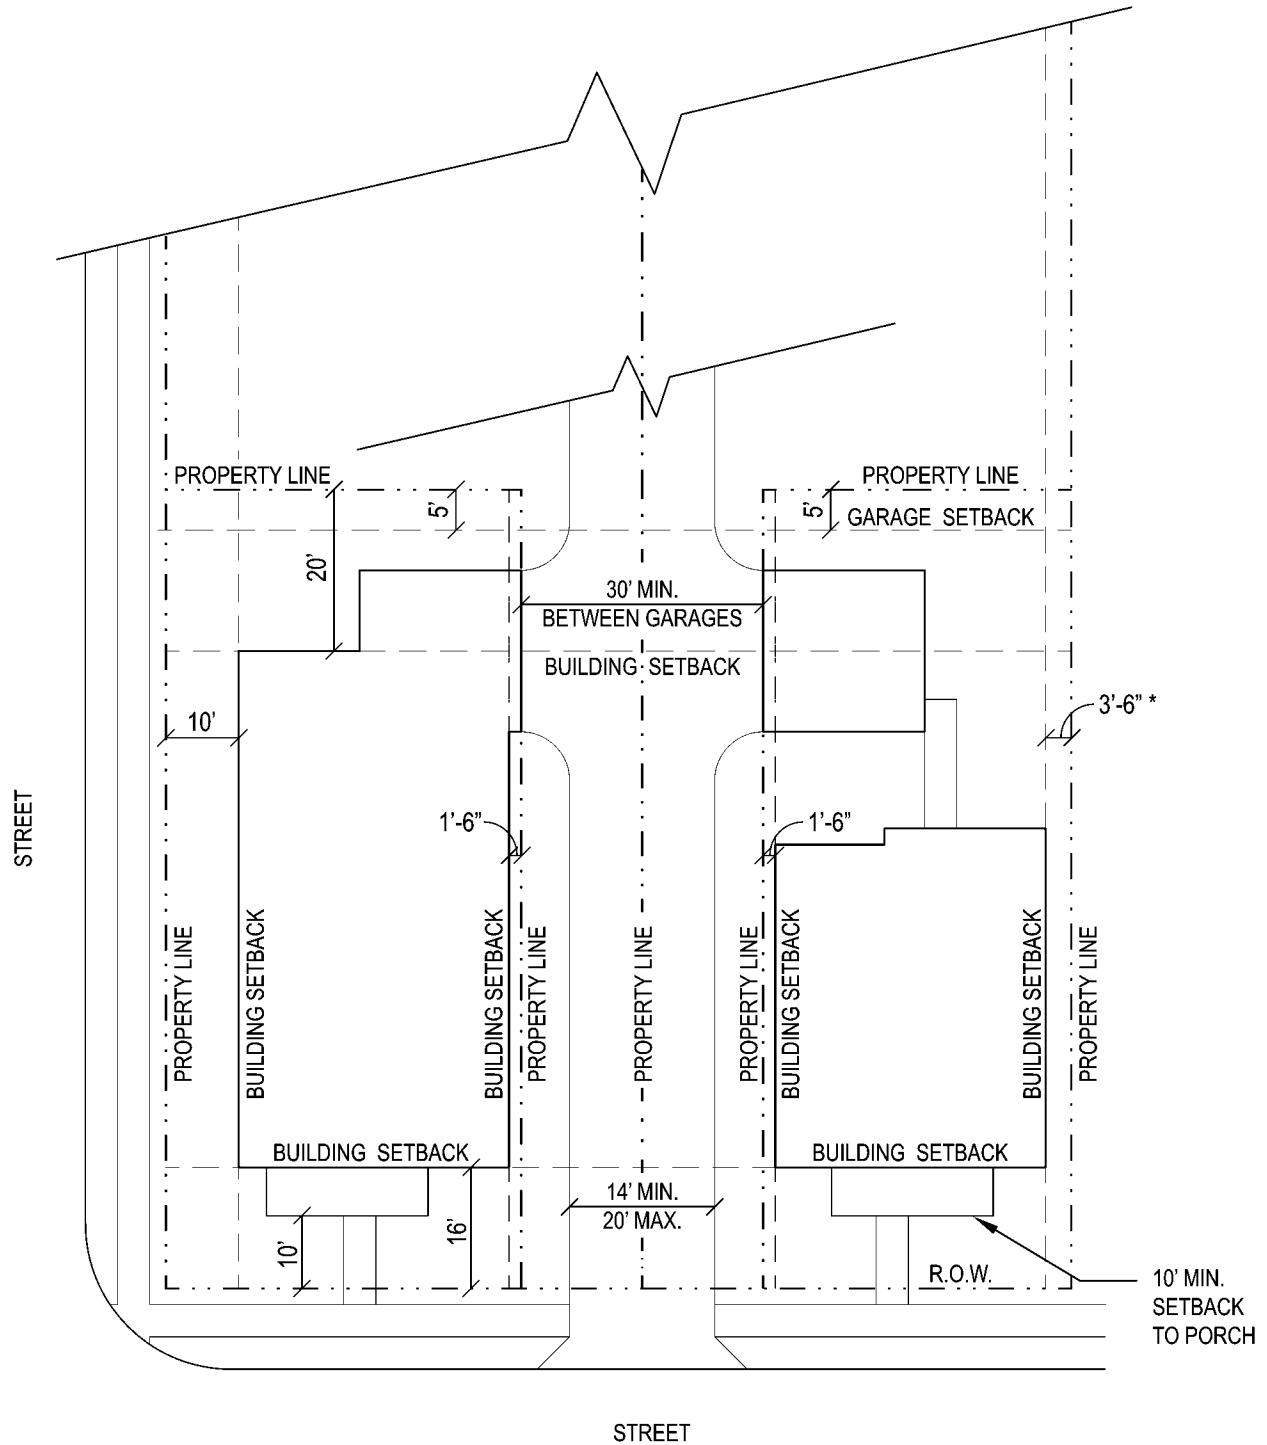 PROPERTY LINE
PROPERTY LINE
5'
5'
GARAGE SETBACK
20'
30' MIN.
BETWEEN GARAGES
BUILDING SETBACK
10'
3'-6" *
1'-6"
1'-6"
STREET
PROPERTY LINE
BUILDING SETBACK
BUILDING SETBACK
PROPERTY LINE
PROPERTY LINE
PROPERTY LINE
BUILDING SETBACK
BUILDING SETBACK
PROPERTY LINE
BUILDING SETBACK
BUILDING SETBACK
14' MIN.
20' MAX.
10'
16'
R.O.W.
10' MIN.
SETBACK
TO PORCH
STREET